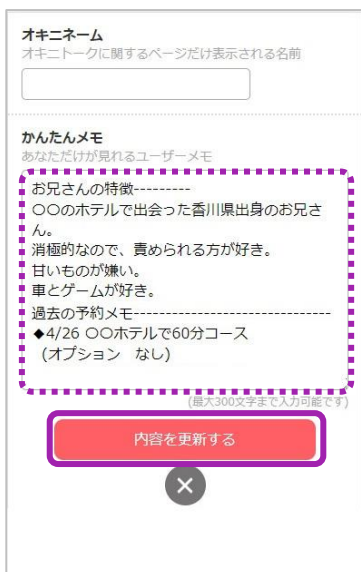 オキニネーム
オキニトークに関するページだけ表示される名前
かんたんメモ
あなただけが見れるユーザーメモ
お兄さんの特徴---------
〇〇のホテルで出会った香川県出身のお兄さ
ん。
消極的なので、責められる方が好き。
甘いものが嫌い。
車とゲームが好き。
過去の予約メモ-----------------------------
◆4/26 〇〇ホテルで60分コース
（オプション　なし）
(最大300文字まで入力可能です)
内容を更新する